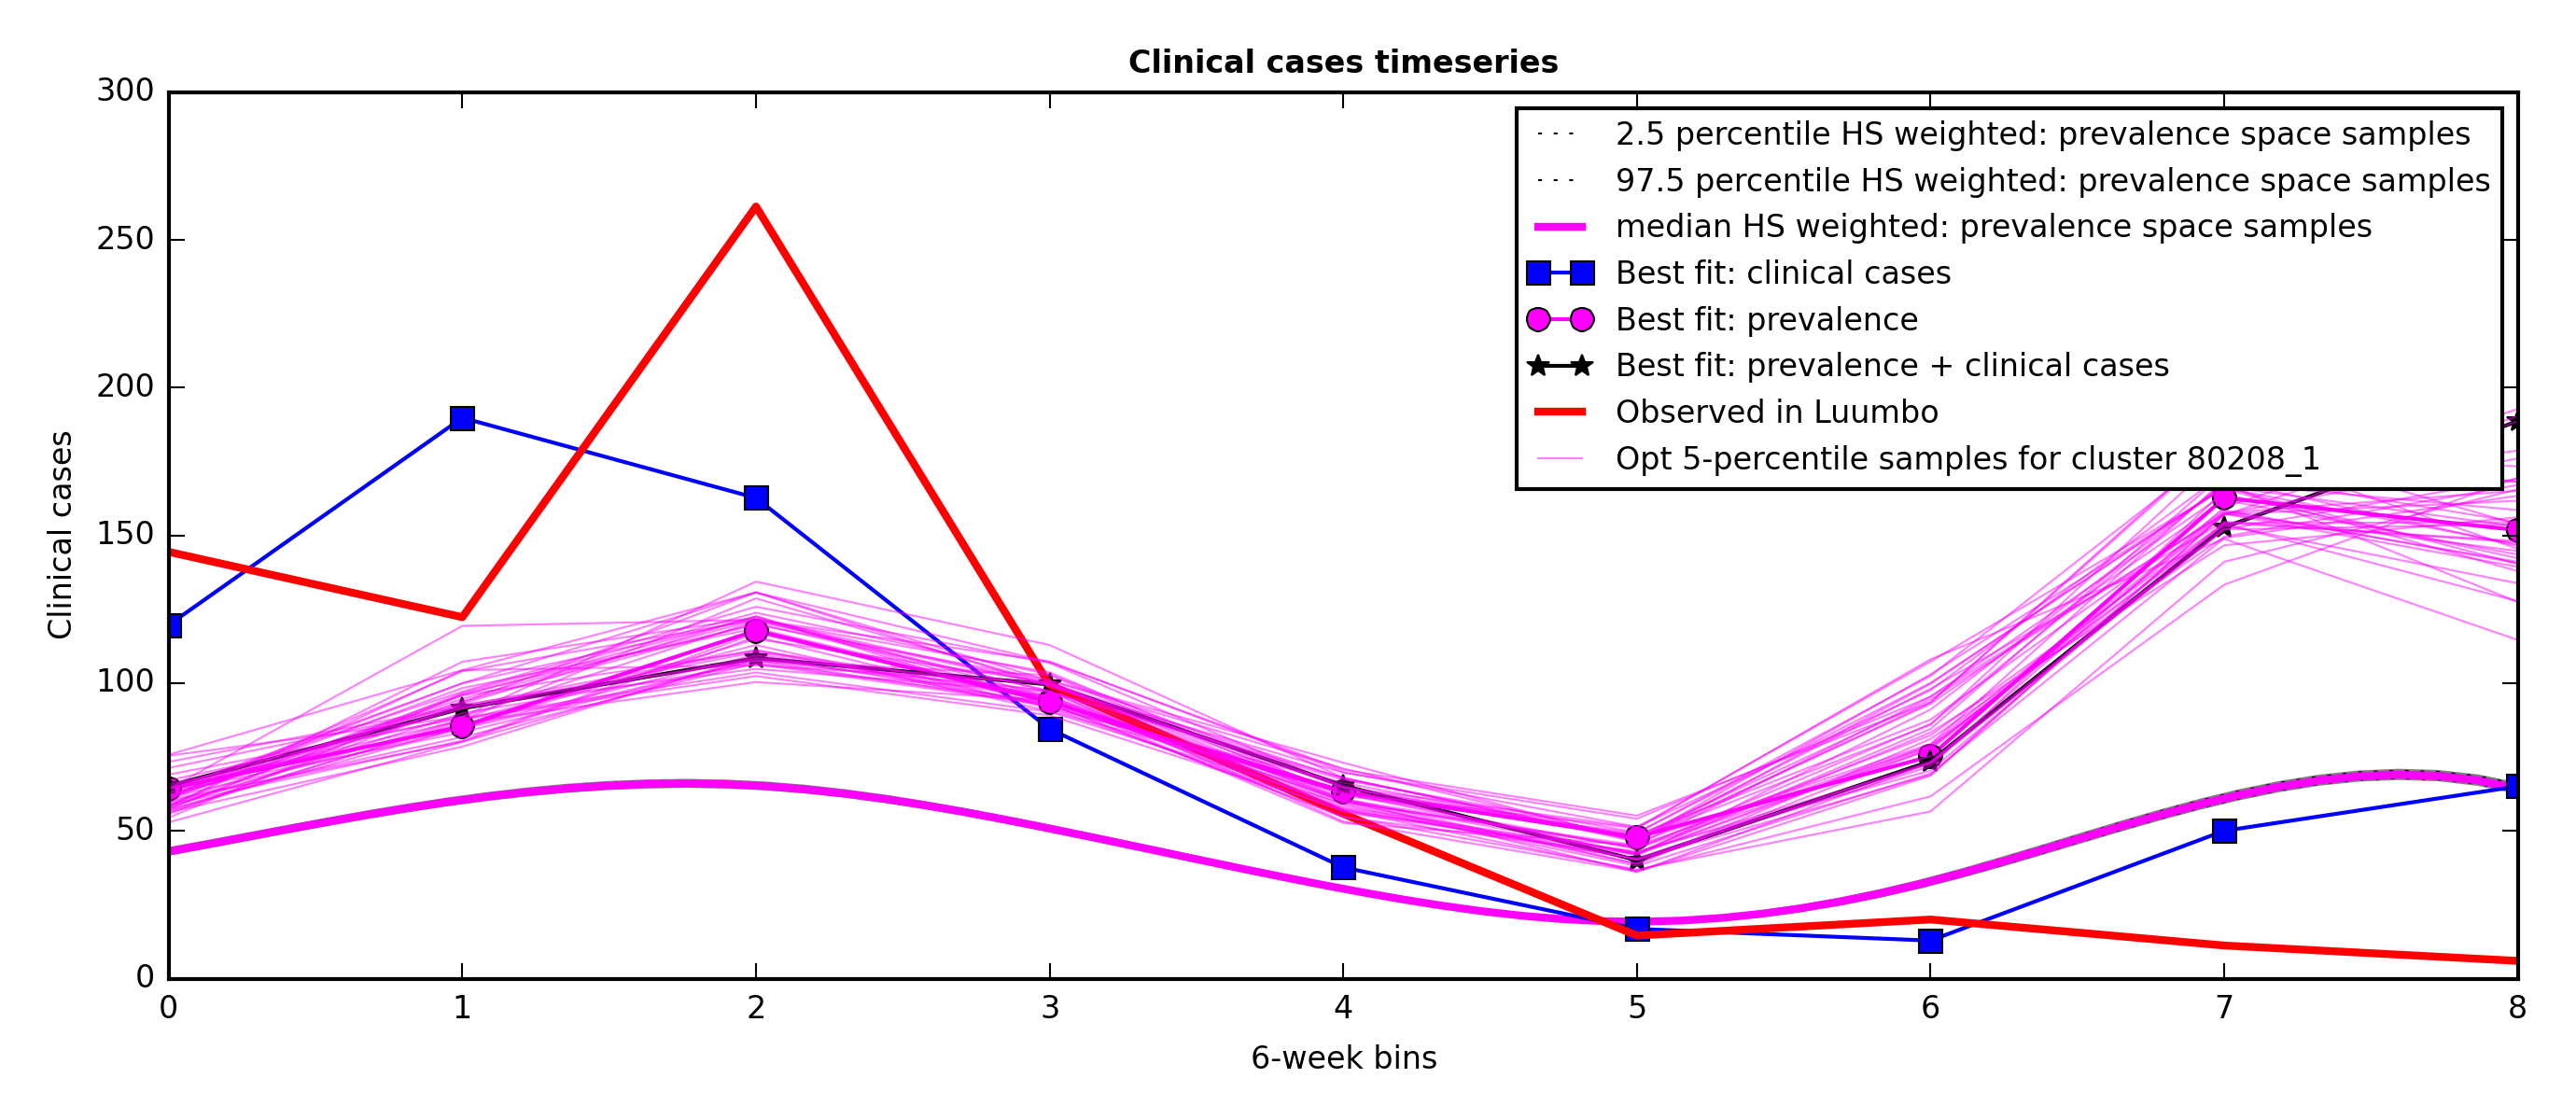 Clinical cases timeseries
300
250
200
150
100
50
0
Clinical cases
2.5 percentile HS weighted: prevalence space samples
97.5 percentile HS weighted: prevalence space samples
median HS weighted: prevalence space samples
Best fit: clinical cases
Best fit: prevalence
Best fit: prevalence + clinical cases
Observed in Luumbo
Opt 5-percentile samples for cluster 80208_1
0 1 2 3 4 5 6 7 8
6-week bins